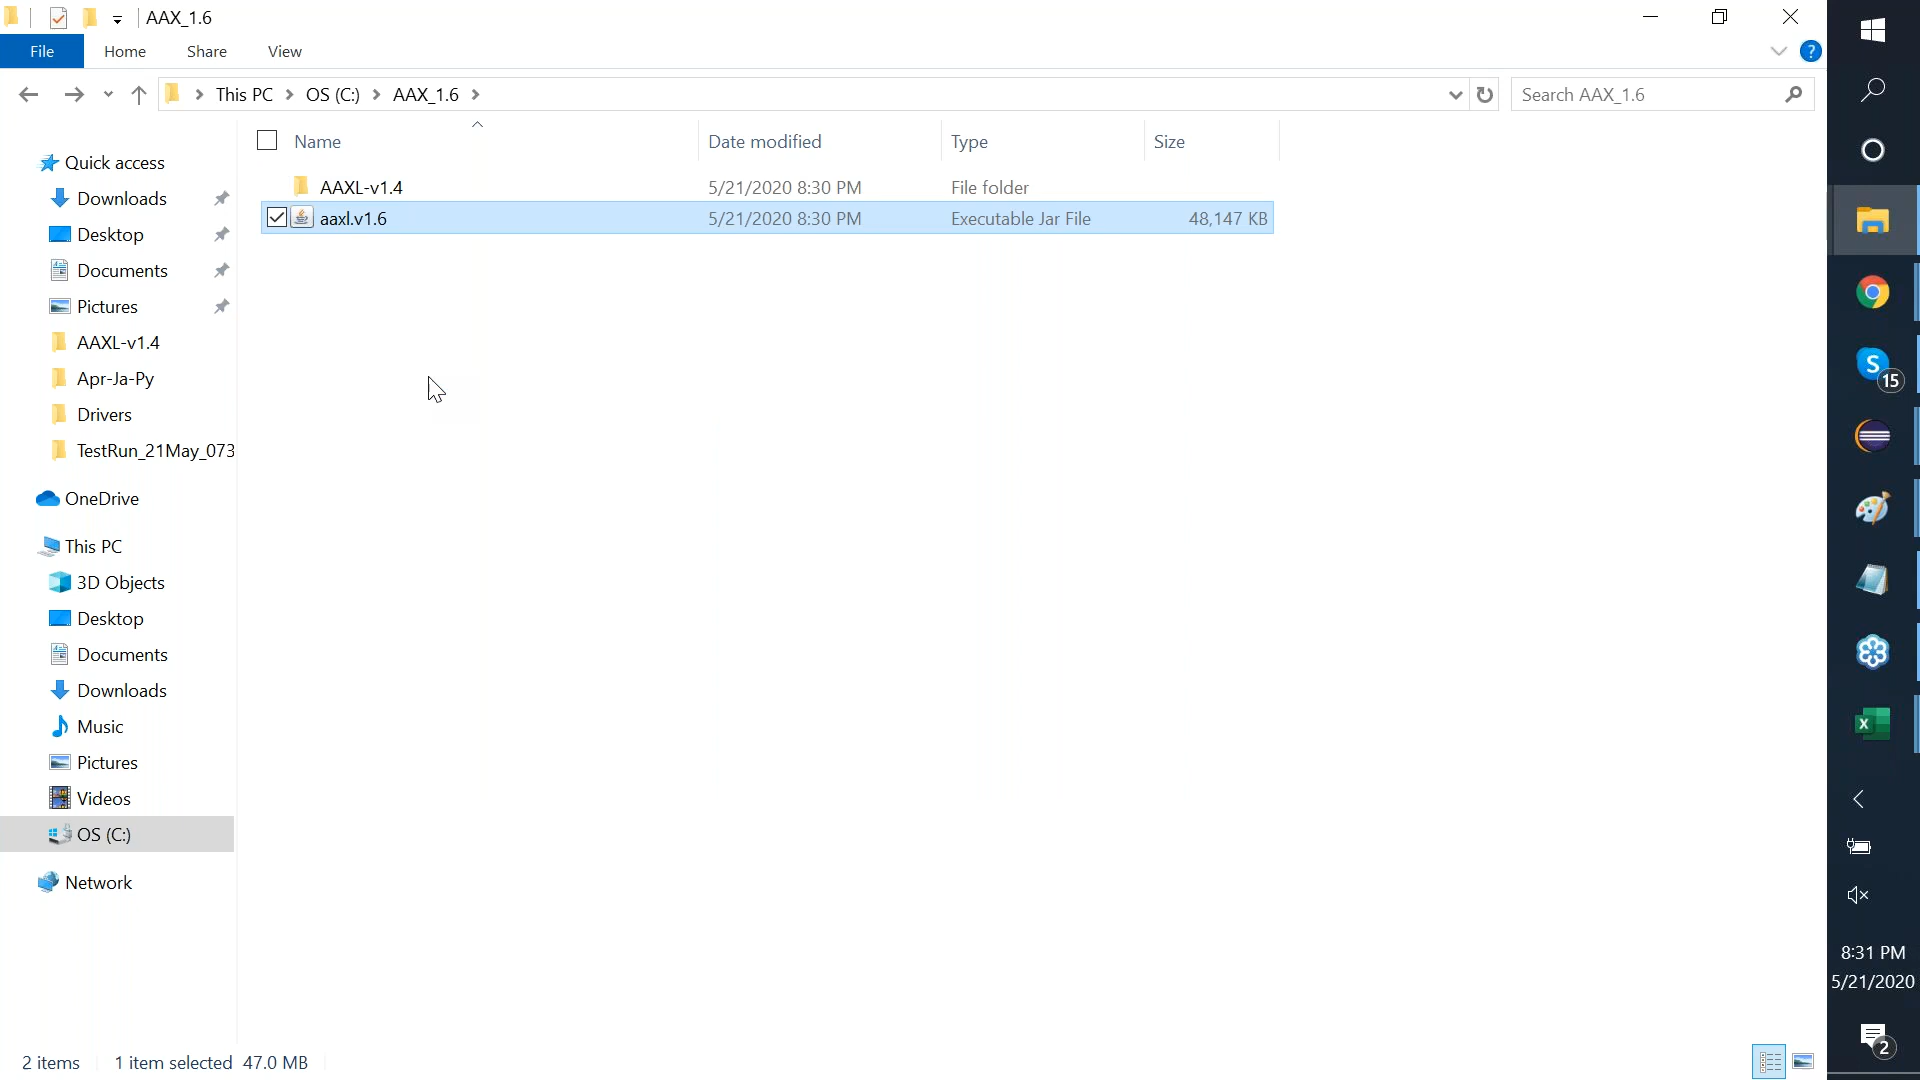 AAX_1.6
File Home Share View
?
This PC OS (C:) AAX_1.6
Search AAX_1.6
Name Date modified Type Size
AAXL-v1.4 5/21/2020 8:30 PM File folder
aaxl.v1.6 5/21/2020 8:30 PM Executable Jar File 48,147 KB
Quick access
Downloads
Desktop
Documents
Pictures
AAXL-v1.4
Apr-Ja-Py
Drivers
TestRun_21May_073
OneDrive
This PC
3D Objects
Desktop
Documents
Downloads
Music
Pictures
Videos
OS (C:)
Network
2 items 1 item selected 47.0 MB
S
15
X
8:31 PM
5/21/2020
2